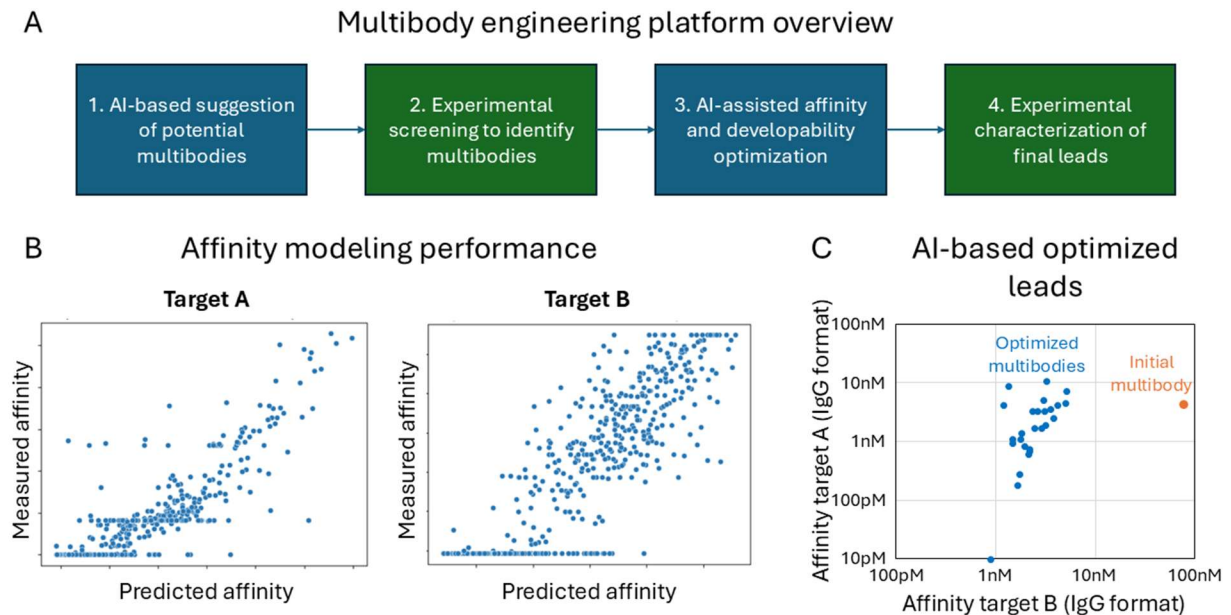 A
Multibody engineering platform overview
1. AI-based suggestion
of potential
multibodies
2. Experimental
screening to identify
multibodies
3. AI-assisted affinity
and developability
optimization
4. Experimental
characterization of
final leads
B
Affinity modeling performance
Target A
Measured affinity
Predicted affinity
Target B
Measured affinity
Predicted affinity
C
AI-based optimized
leads
Affinity target A (IgG format)
100nM
10nM
1nM
100pM
10pM
Optimized
multibodies
Initial
multibody
100pM
1nM
10nM
100nM
Affinity target B (IgG format)